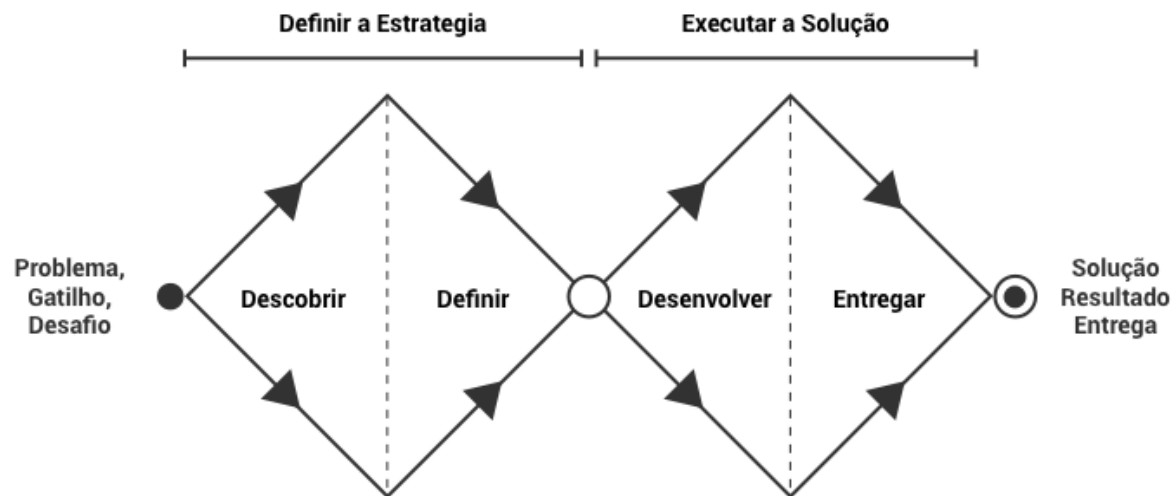 Definir a Estrategia
Executar a Solução
Problema,
Gatilho,
Desafio
Descobrir
Definir
Desenvolver
Entregar
Solução
Resultado
Entrega